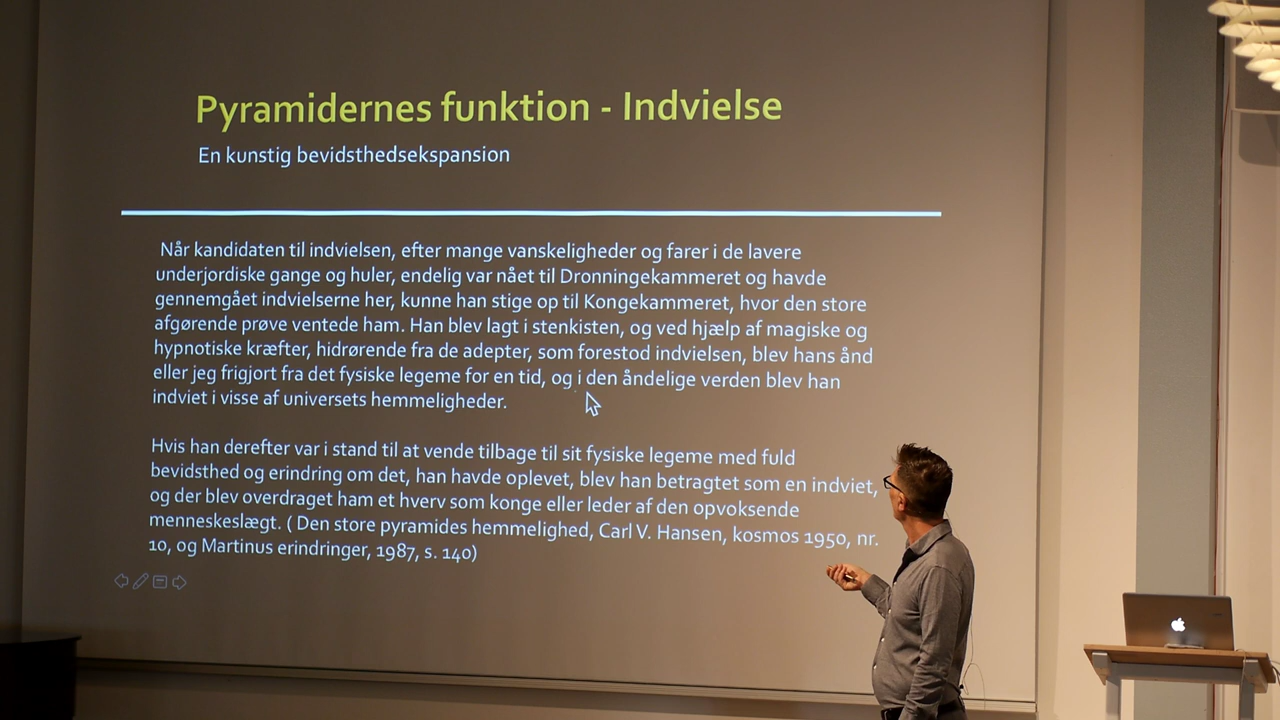 Pyramidernes funktion - Indvielse
En kunstig bevidsthedsekspansion
Når kandidaten til indvielsen, efter mange vanskeligheder og farer i de lavere
underjordiske gange og huler, endelig var nået til Dronningekammeret og havde
gennemgået indvielserne her, kunne han stige op til Kongekammeret, hvor den store
afgørende prøve ventede ham. Han blev lagt i stenkisten, og ved hjælp af magiske og
hypnotiske kræfter, hidrørende fra de adepter, som forestod indvielsen, blev hans ånd
eller jeg frigjort fra det fysiske legeme for en tid, og i den åndelige verden blev han
indviet i visse af universets hemmeligheder.
Hvis han derefter var i stand til at vende tilbage til sit fysiske legeme med fuld
bevidsthed og erindring om det, han havde oplevet, blev han betragtet som en indviet,
og der blev overdraget ham et hverv som konge eller leder af den opvoksende
menneskeslægt. ( Den store pyramides hemmelighed, Carl V. Hansen, kosmos 1950, nr.
10, og Martinus erindringer, 1987, s. 140)